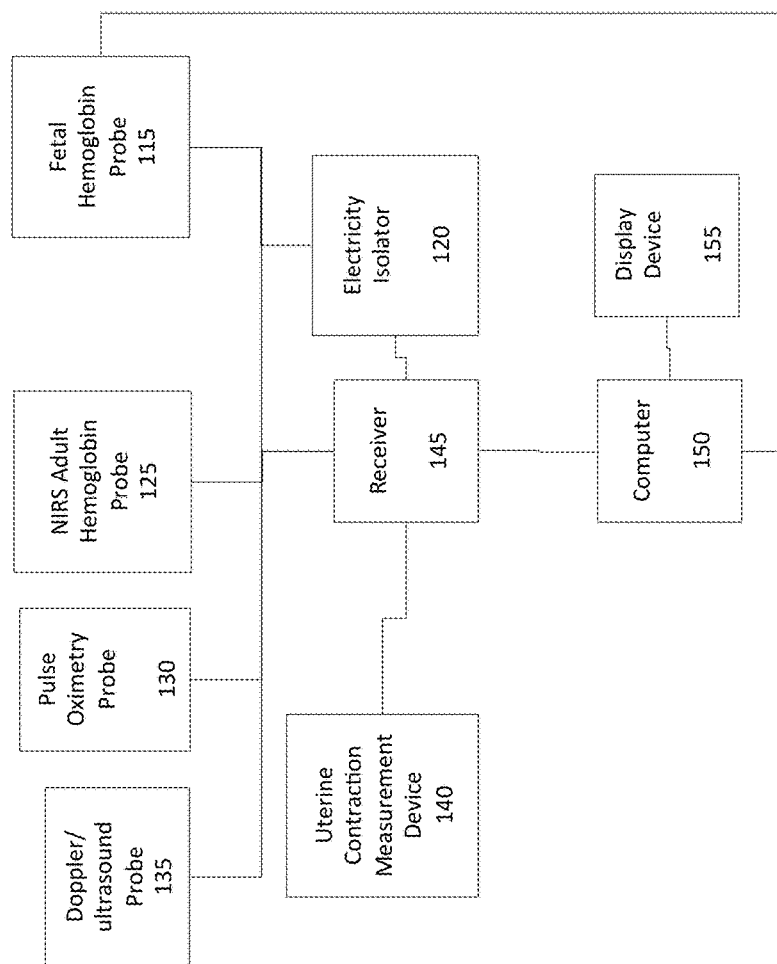 Doppler/
ultrasound
Probe
135
Pulse
Oximetry
Probe
130
NIRS Adult
Hemoglobin
Probe
125
Fetal
Hemoglobin
Probe
115
Uterine
Contraction
Measurement
Device
140
Receiver
145
Electricity
Isolator
120
Computer
150
Display
Device
155